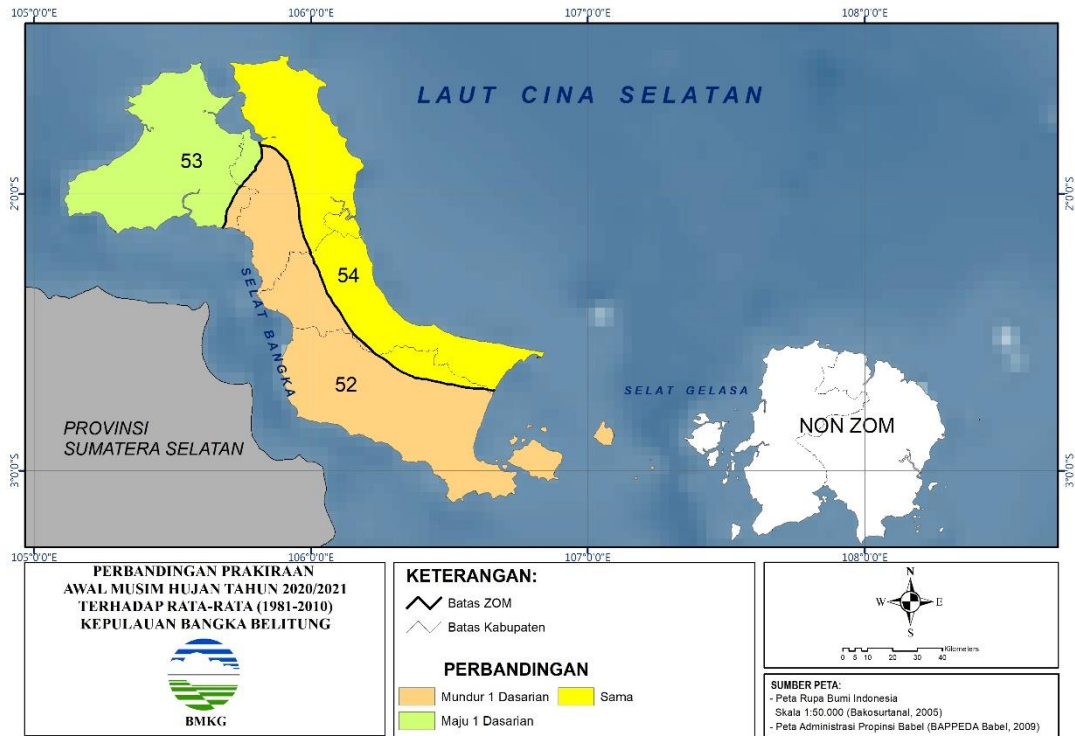 105°0'0"E 106°0'0"E 107°0'0"E 108°0'0"E
LAUT CINA SELATAN
53
2°0'0"S 2°0'0"S
54
SELAT BANGKA
52
SELAT GELASA
PROVINSI
SUMATERA SELATAN
NON ZOM
3°0'0"S 3°0'0"S
105°0'0"E 106°0'0"E 107°0'0"E 108°0'0"E
PERBANDINGAN PRAKIRAAN
AWAL MUSIM HUJAN TAHUN 2020/2021
TERHADAP RATA-RATA (1981-2010)
KEPULAUAN BANGKA BELITUNG
BMKG
KETERANGAN:
Batas ZOM
Batas Kabupaten
PERBANDINGAN
Mundur 1 Dasarian Sama
Maju 1 Dasarian
N
W E
S
Kilometers
0 5 10 20 30 40
SUMBER PETA:
- Peta Rupa Bumi Indonesia
Skala 1:50.000 (Bakosurtanal, 2005)
- Peta Administrasi Propinsi Babel (BAPPEDA Babel, 2009)